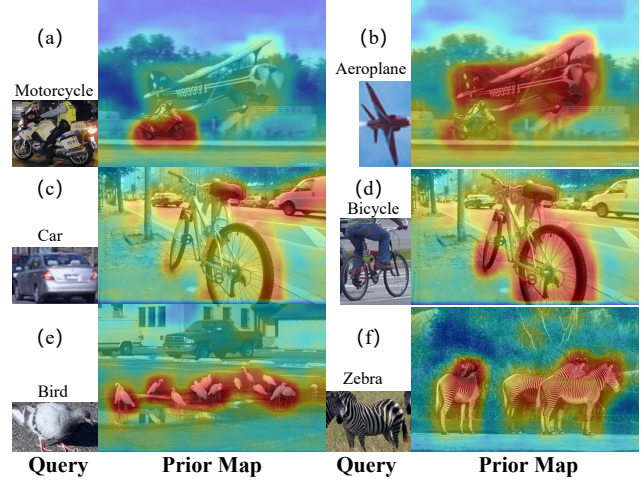 (a)
Motorcycle
(b)
Aeroplane
(c)
Car
(d)
Bicycle
(e)
Bird
(f)
Zebra
Query
Prior Map
Query
Prior Map